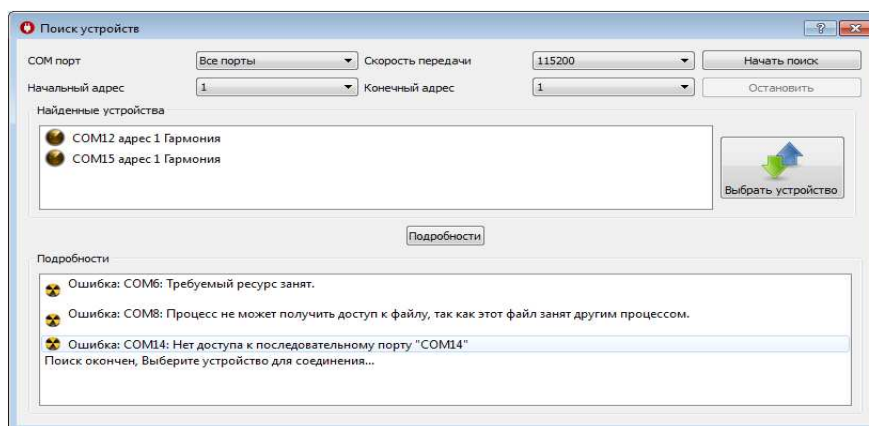 Поиск устройств
COM порт Все порты Скорость передачи 115200 Начать поиск
Начальный адрес 1 Конечный адрес 1 Остановить
Найденные устройства
COM12 адрес 1 Гармония
COM15 адрес 1 Гармония
Выбрать устройство
Подробности
Подробности
Ошибка: COM6: Требуемый ресурс занят.
Ошибка: COM8: Процесс не может получить доступ к файлу, так как этот файл занят другим процессом.
Ошибка: COM14: Нет доступа к последовательному порту "COM14"
Поиск окончен, Выберите устройство для соединения...